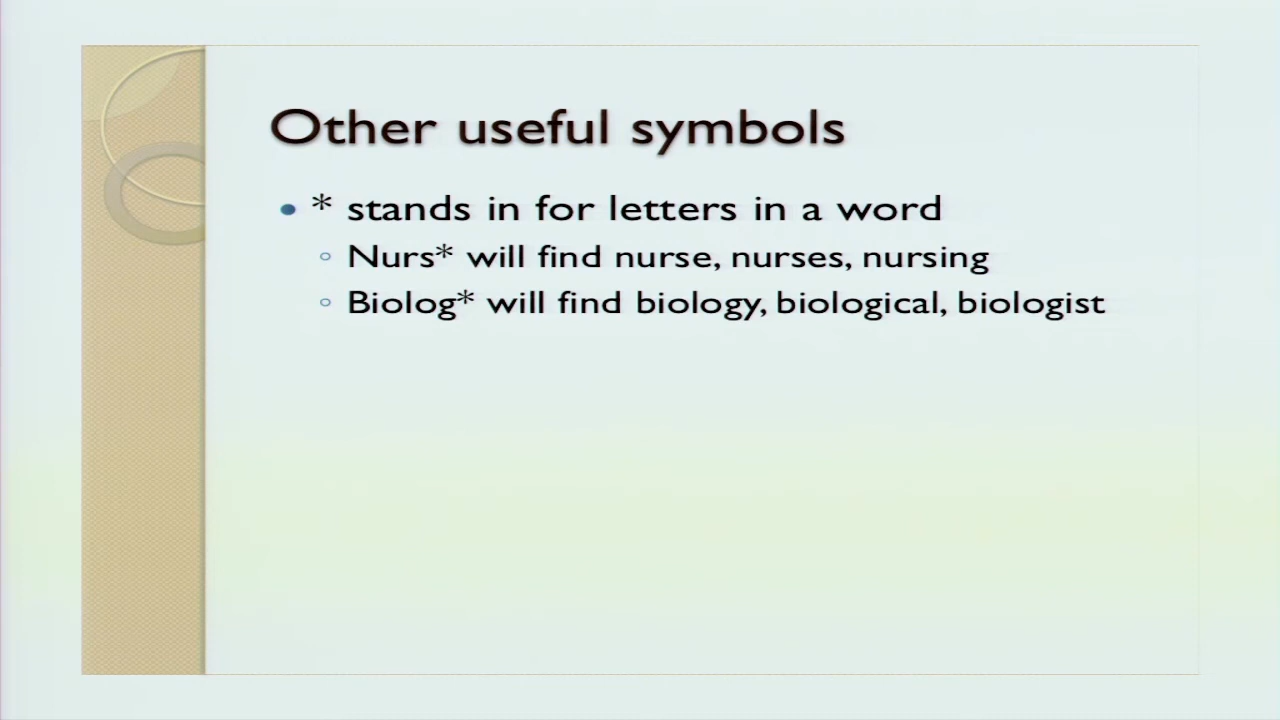 Other useful symbols
* stands in for letters in a word
Nurs* will find nurse, nurses, nursing
Biolog* will find biology, biological, biologist